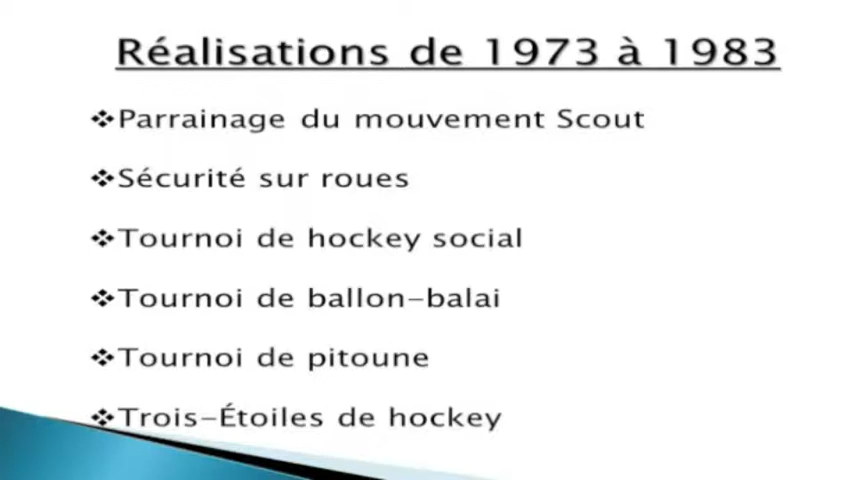 Réalisations de 1973 à 1983
❖Parrainage du mouvement Scout
❖Sécurité sur roues
❖Tournoi de hockey social
❖Tournoi de ballon-balai
❖Tournoi de pitoune
❖Trois-Étoiles de hockey